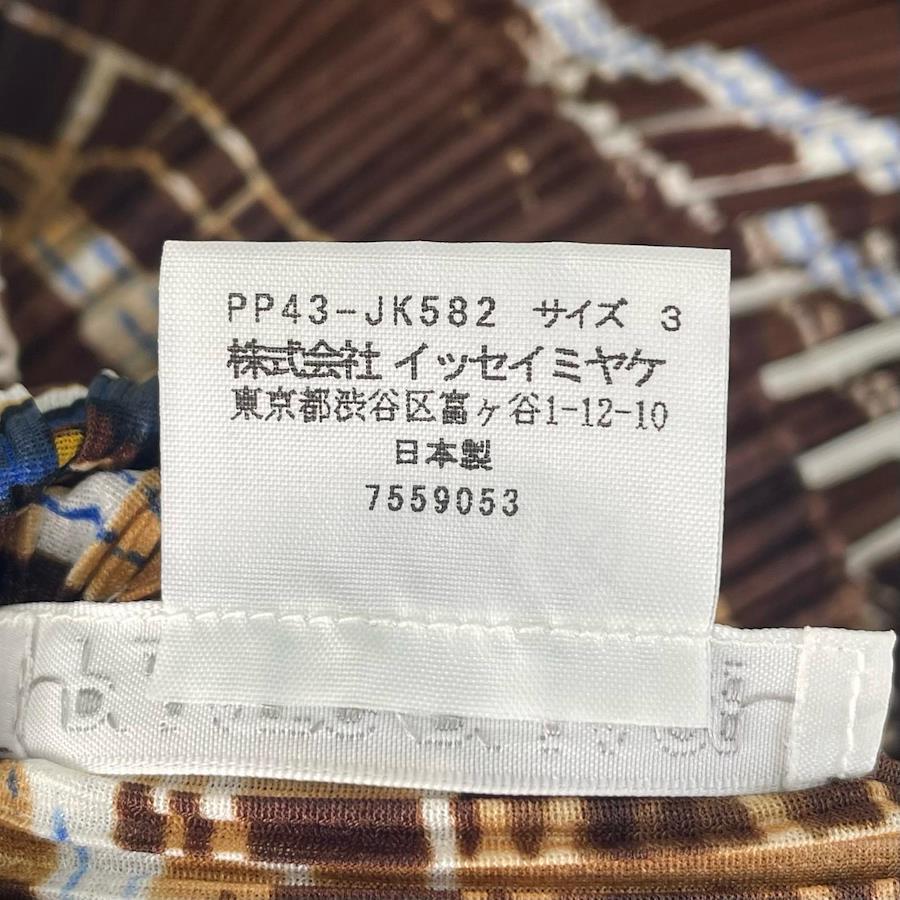 PP43-JK582 サイズ 3
株式会社 イッセイミヤケ
東京都渋谷区富ヶ谷1-12-10
日本製
7559053